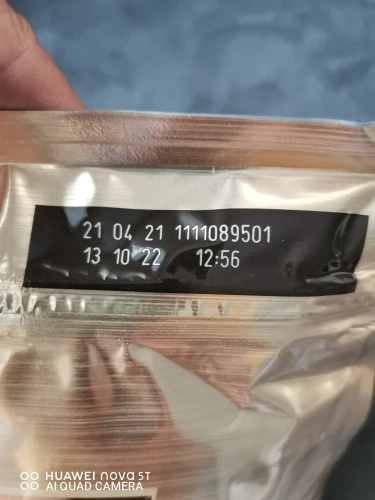 21 04 21 1111089501
13 10 22 12:56
HUAWEI nova 5T
AI QUAD CAMERA